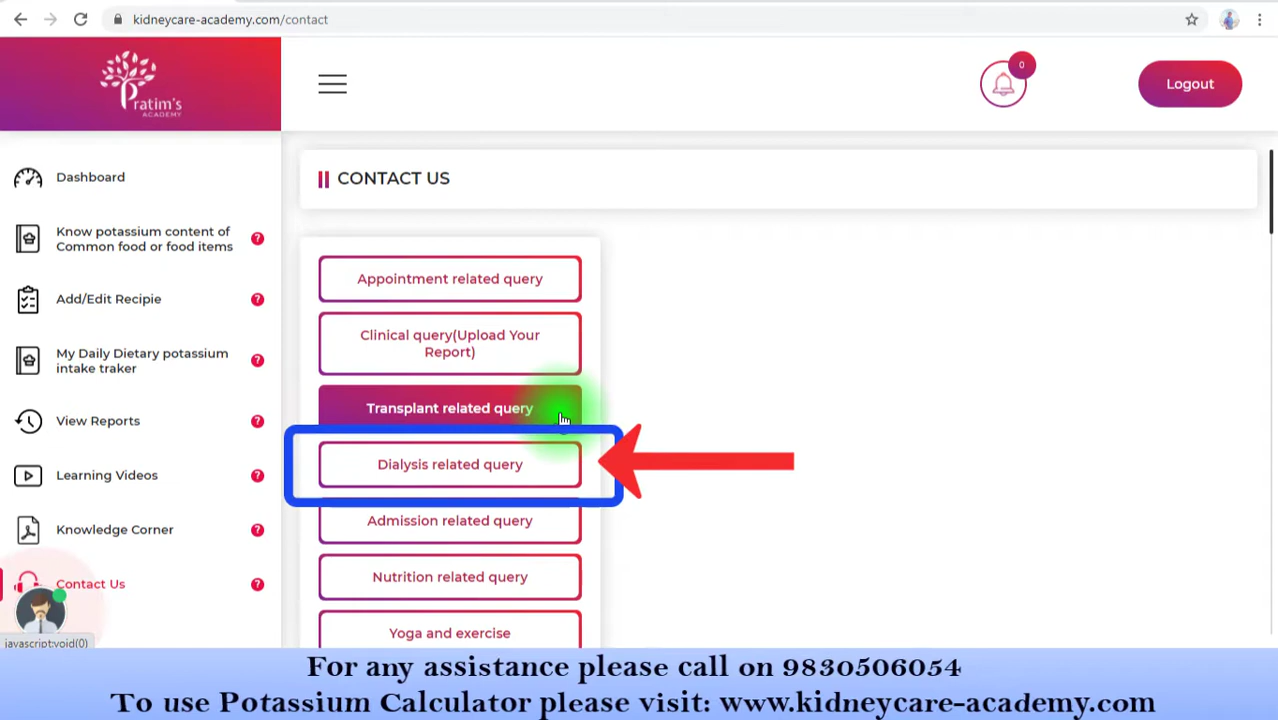 kidneycare-academy.com/contact
Pratim's
ACADEMY
0
Logout
Dashboard
Know potassium content of
Common food or food items
?
Add/Edit Recipie
?
My Daily Dietary potassium
intake traker
?
View Reports
?
Learning Videos
?
Knowledge Corner
?
Contact Us
?
javascript:void(0)
CONTACT US
Appointment related query
Clinical query(Upload Your
Report)
Transplant related query
Dialysis related query
Admission related query
Nutrition related query
Yoga and exercise
For any assistance please call on 9830506054
To use Potassium Calculator please visit: www.kidneycare-academy.com